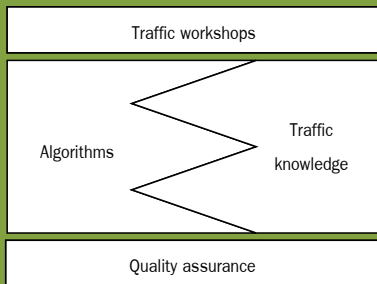 Traffic workshops
Algorithms
Traffic
knowledge
Quality assurance